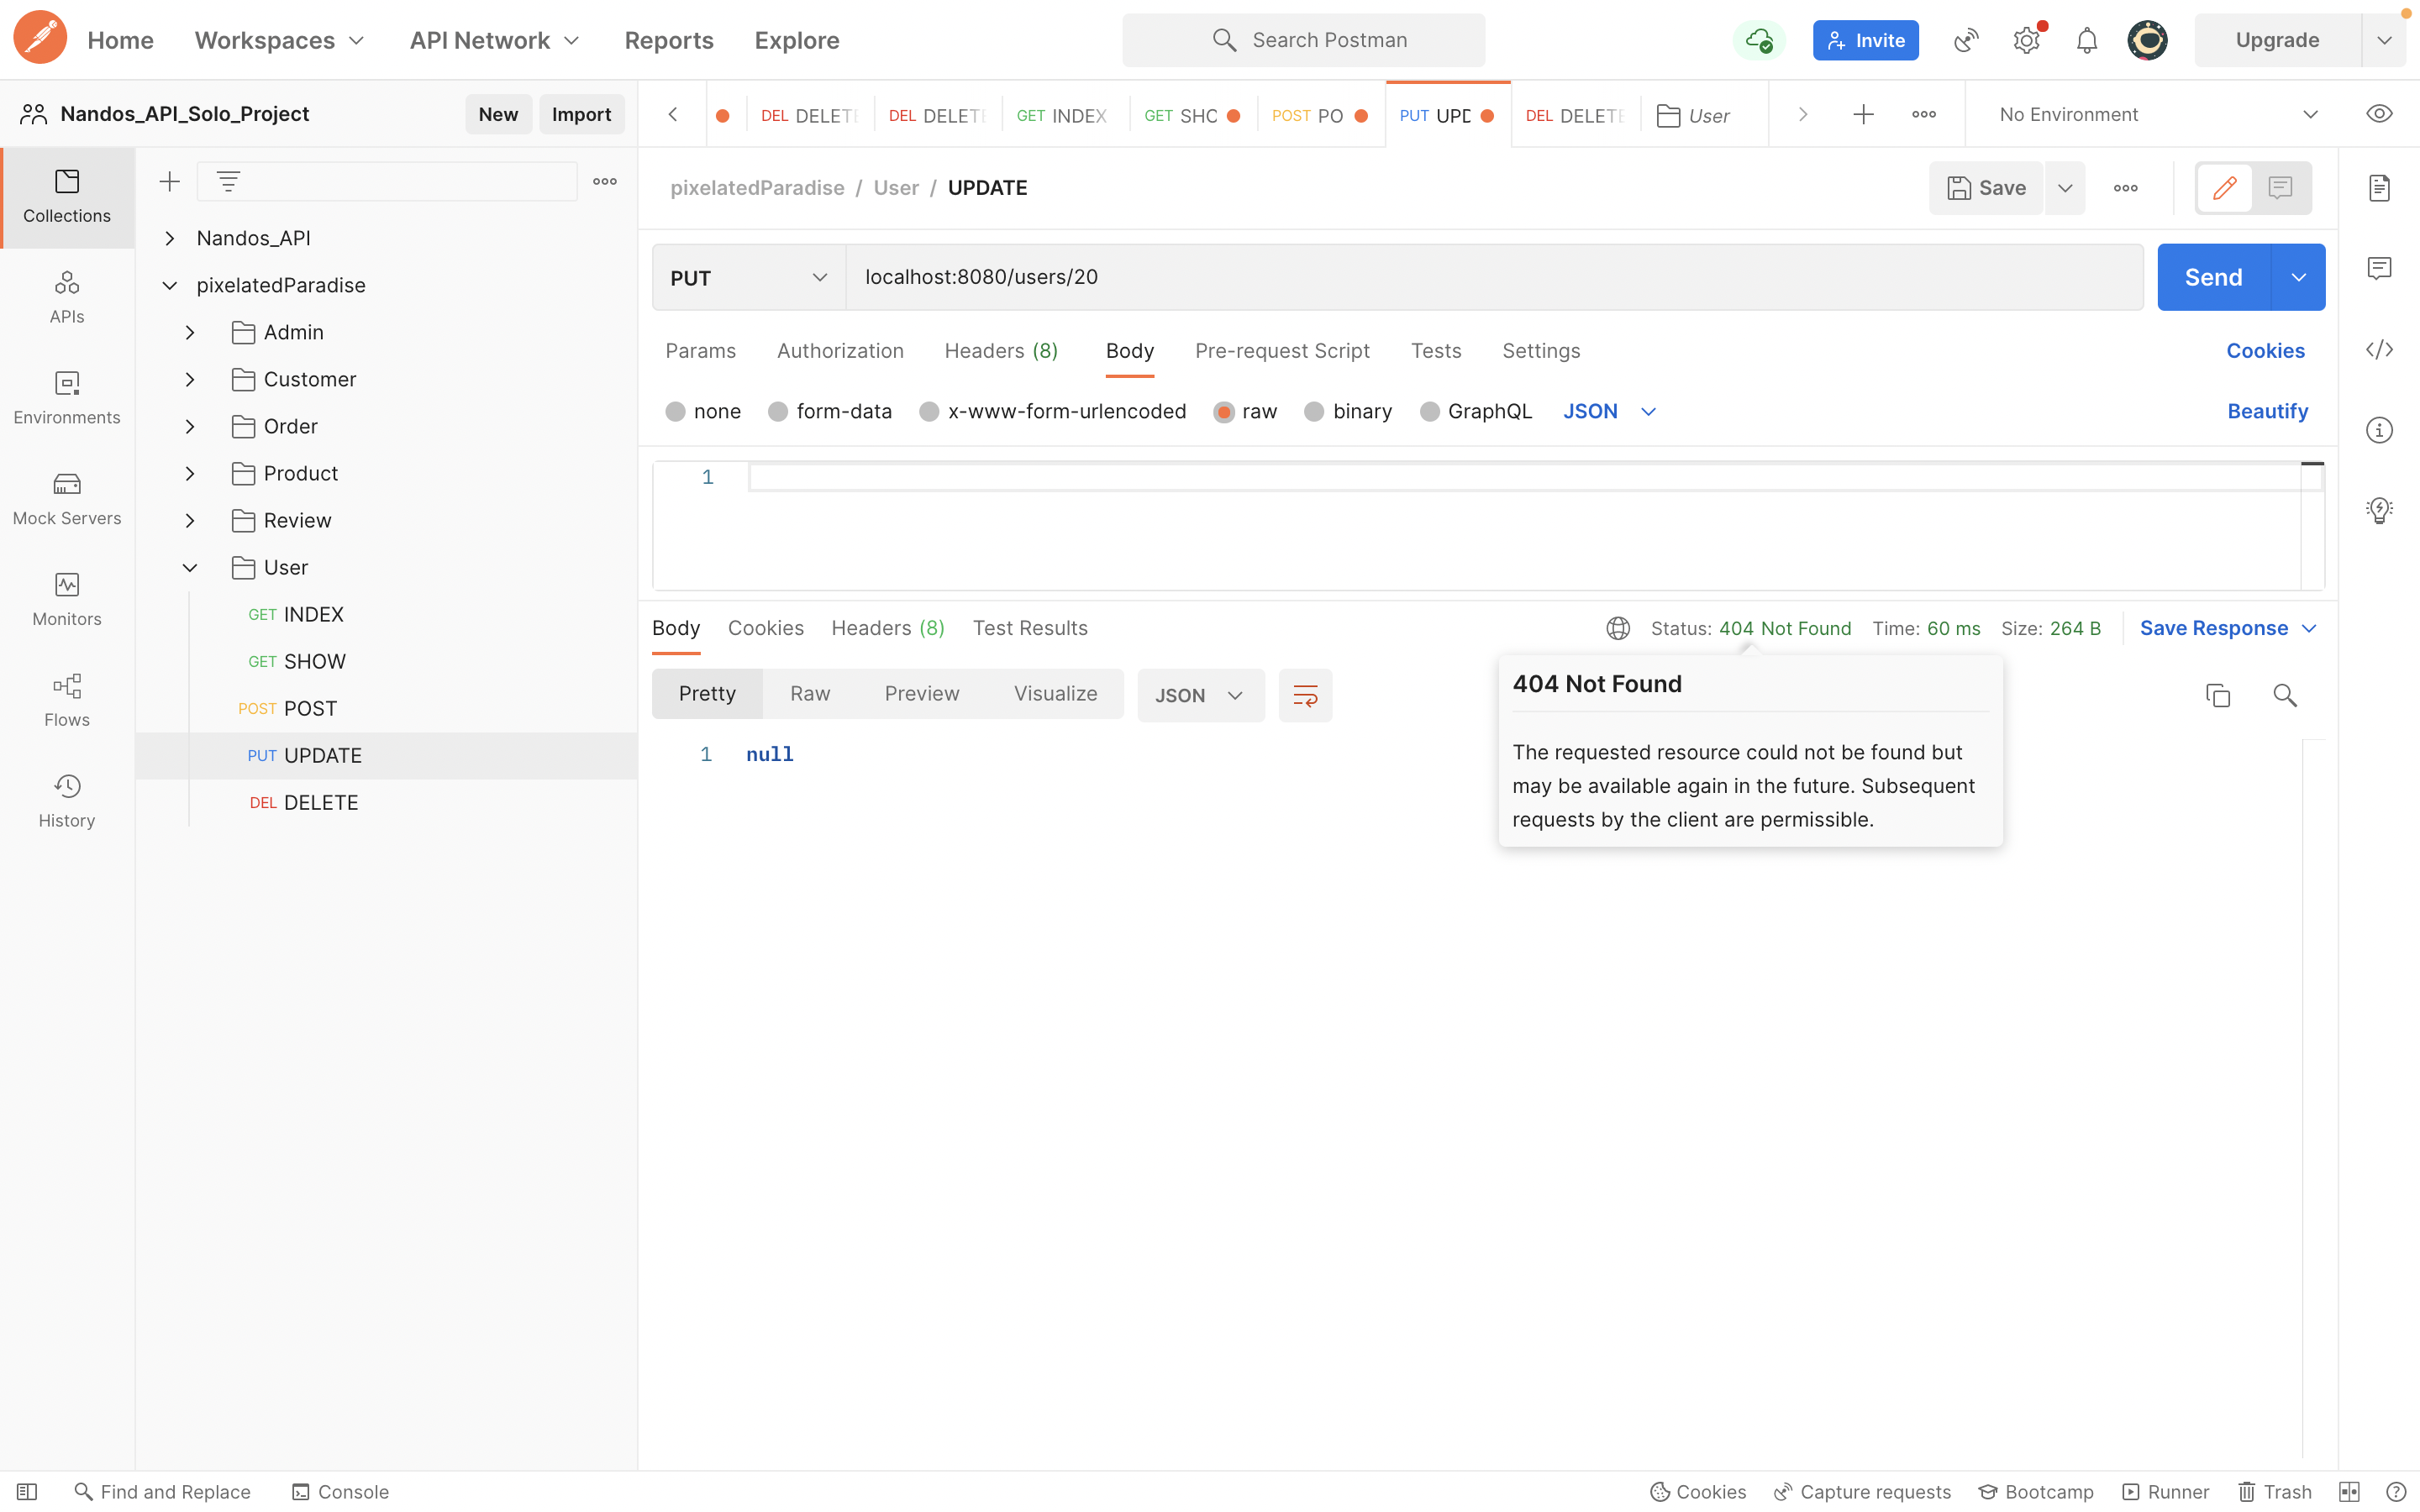 Home Workspaces API Network Reports Explore Search Postman Invite Upgrade
Nandos_API_Solo_Project New Import DEL DELETE DEL DELETE GET INDEX GET SHC POST PO PUT UPD DEL DELETE User No Environment
pixelatedParadise / User / UPDATE Save
Collections
Nandos_API
pixelatedParadise
PUT localhost:8080/users/20 Send
APIs
Admin
Params Authorization Headers (8) Body Pre-request Script Tests Settings Cookies
Customer
none form-data x-www-form-urlencoded raw binary GraphQL JSON Beautify
Environments
Order
Product
1
Mock Servers
Review
User
Monitors
GET INDEX
Body Cookies Headers (8) Test Results Status: 404 Not Found Time: 60 ms Size: 264 B Save Response
GET SHOW
Pretty Raw Preview Visualize JSON
404 Not Found
Flows
POST POST
PUT UPDATE
1 null
The requested resource could not be found but
may be available again in the future. Subsequent
requests by the client are permissible.
History
DEL DELETE
Find and Replace Console Cookies Capture requests Bootcamp Runner Trash